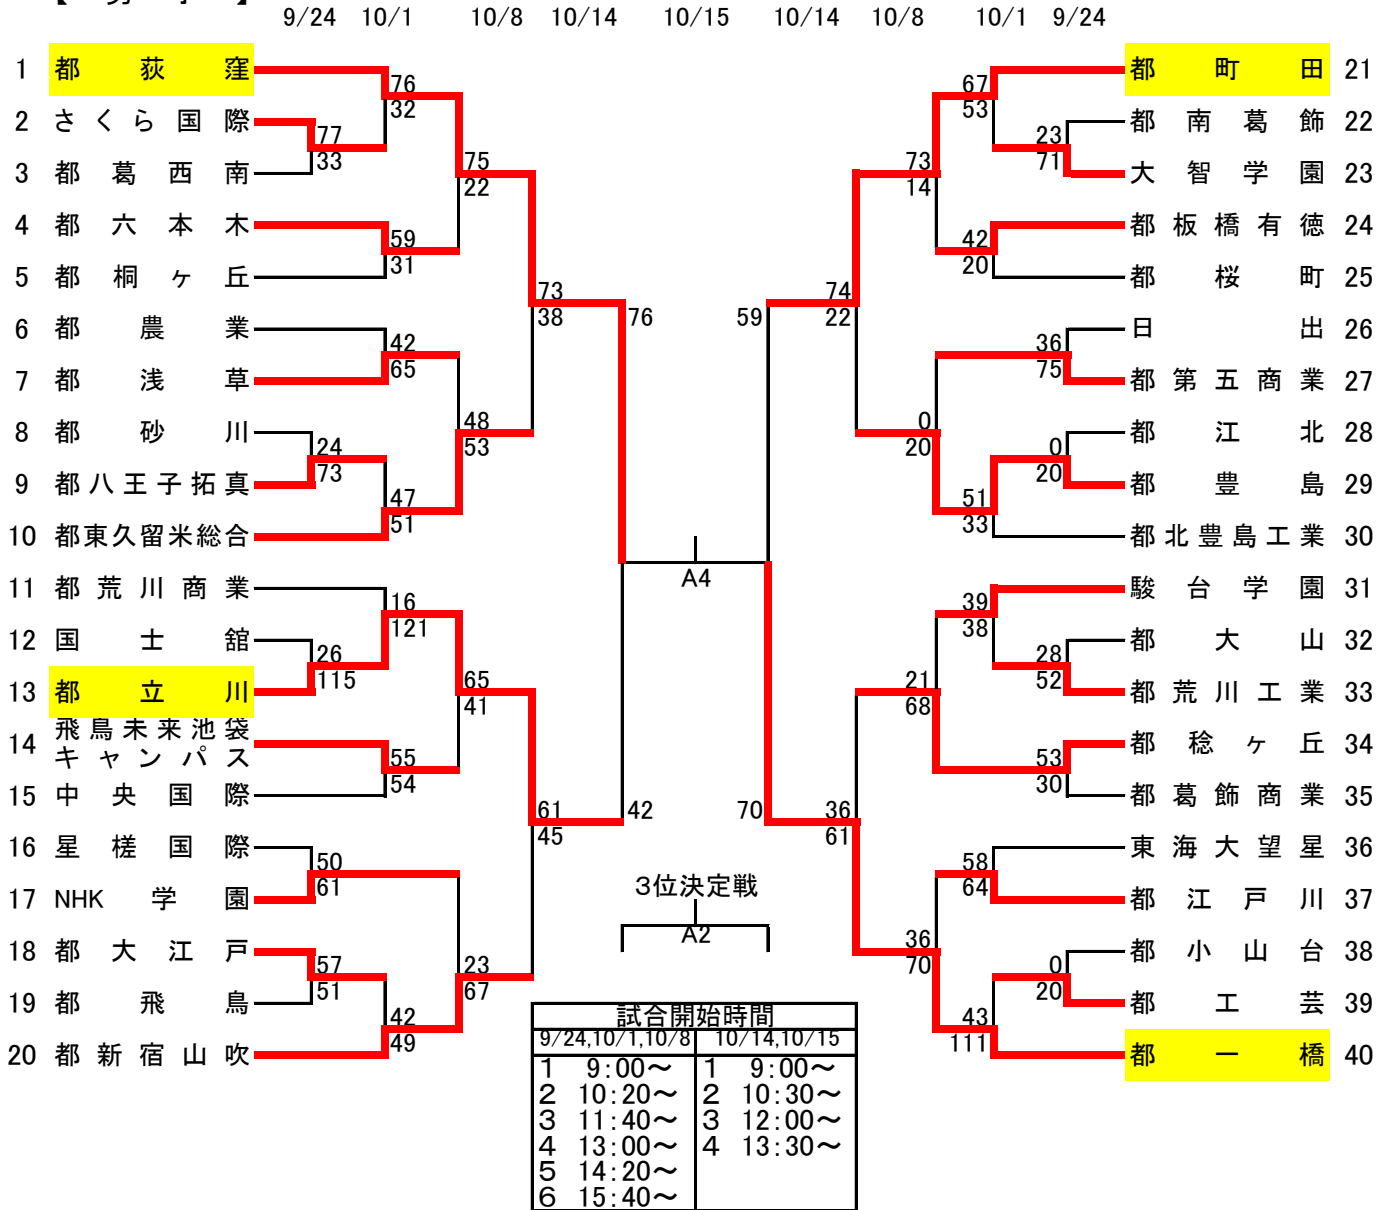 9/24 10/1 10/8 10/14 10/15 10/14 10/8 10/1 9/24
1 都荻窪
2 さくら国際
3 都葛西南
4 都六本木
5 都桐ヶ丘
6 都農業
7 都浅草
8 都砂川
9 都八王子拓真
10 都東久留米総合
11 都荒川商業
12 国士舘
13 都立川
14 飛鳥未来池袋
キャンパス
15 中央国際
16 星槎国際
17 NHK学園
18 都大江戸
19 都飛鳥
20 都新宿山吹
77
33
24
73
26
115
50
61
57
51
76
32
59
31
42
65
47
51
16
121
55
54
42
49
75
22
48
53
65
41
23
67
73
38
61
45
76
42
A4
3位決定戦
A2
59
70
74
22
36
61
73
14
0
20
21
68
36
70
67
53
42
20
51
33
39
38
58
64
43
111
23
71
36
75
0
20
28
52
53
30
0
20
都町田 21
都南葛飾 22
大智学園 23
都板橋有徳 24
都桜町 25
日出 26
都第五商業 27
都江北 28
都豊島 29
都北豊島工業 30
駿台学園 31
都大山 32
都荒川工業 33
都稔ヶ丘 34
都葛飾商業 35
東海大望星 36
都江戸川 37
都小山台 38
都工芸 39
都一橋 40
試合開始時間
9/24,10/1,10/8 10/14,10/15
1 9:00～ 1 9:00～
2 10:20～ 2 10:30～
3 11:40～ 3 12:00～
4 13:00～ 4 13:30～
5 14:20～
6 15:40～